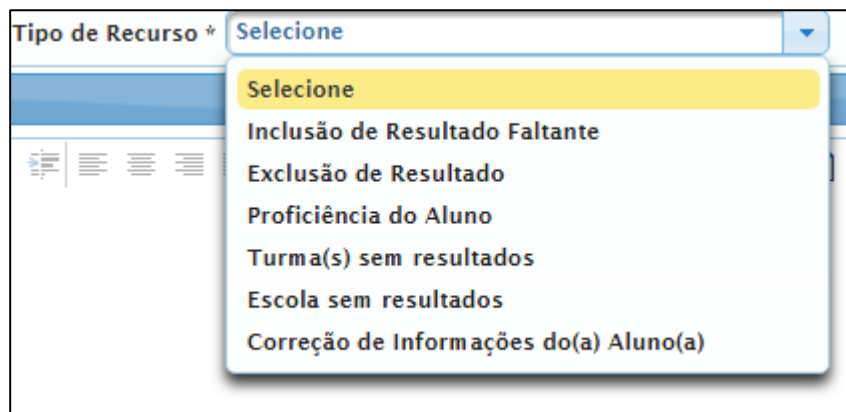 Tipo de Recurso * Selecione
Selecione
Inclusão de Resultado Faltante
Exclusão de Resultado
Proficiência do Aluno
Turma(s) sem resultados
Escola sem resultados
Correção de Informações do(a) Aluno(a)